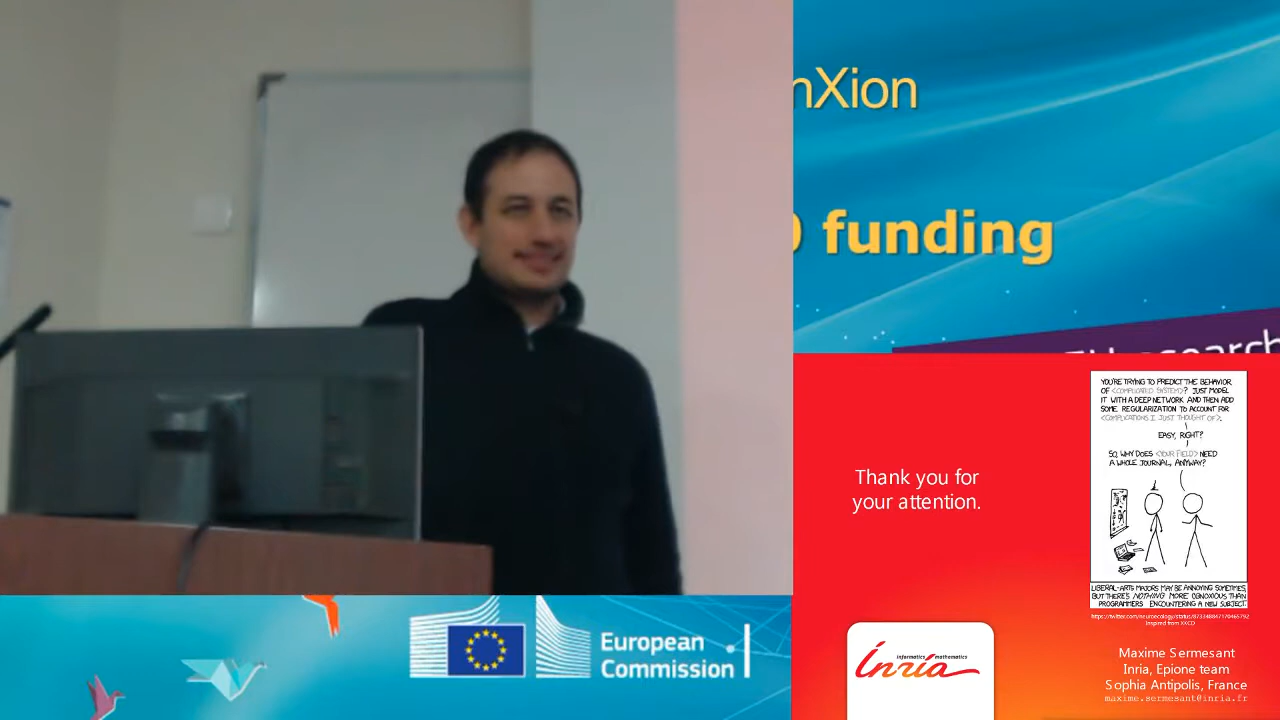 nXion
funding
European
Commission
Thank you for
your attention.
YOU'RE TRYING TO PREDICT THE BEHAVIOR
OF <COMPLICATED SYSTEM>? JUST MODEL
IT WITH A DEEP NETWORK AND THEN ADD
SOME REGULARIZATION TO ACCOUNT FOR
<COMPLICATIONS I JUST THOUGHT OF>.
EASY, RIGHT?
SO, WHY DOES <YOUR FIELD> NEED
A WHOLE JOURNAL, ANYWAY?
LIBERAL-ARTS MAJORS MAY BE ANNOYING SOMETIMES,
BUT THERE'S NOTHING MORE OBNOXIOUS THAN
PROGRAMMERS ENCOUNTERING A NEW SUBJECT.
Inspired from XKCD
informatics mathematics
Inria
Maxime Sermesant
Inria, Epione team
Sophia Antipolis, France
maxime.sermesant@inria.fr